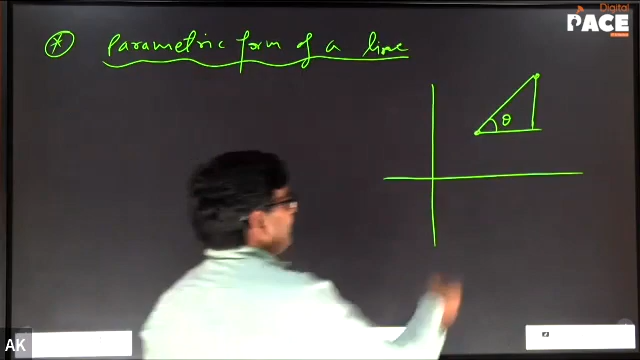 Digital
PACE
* parametric form of a line
θ
AK